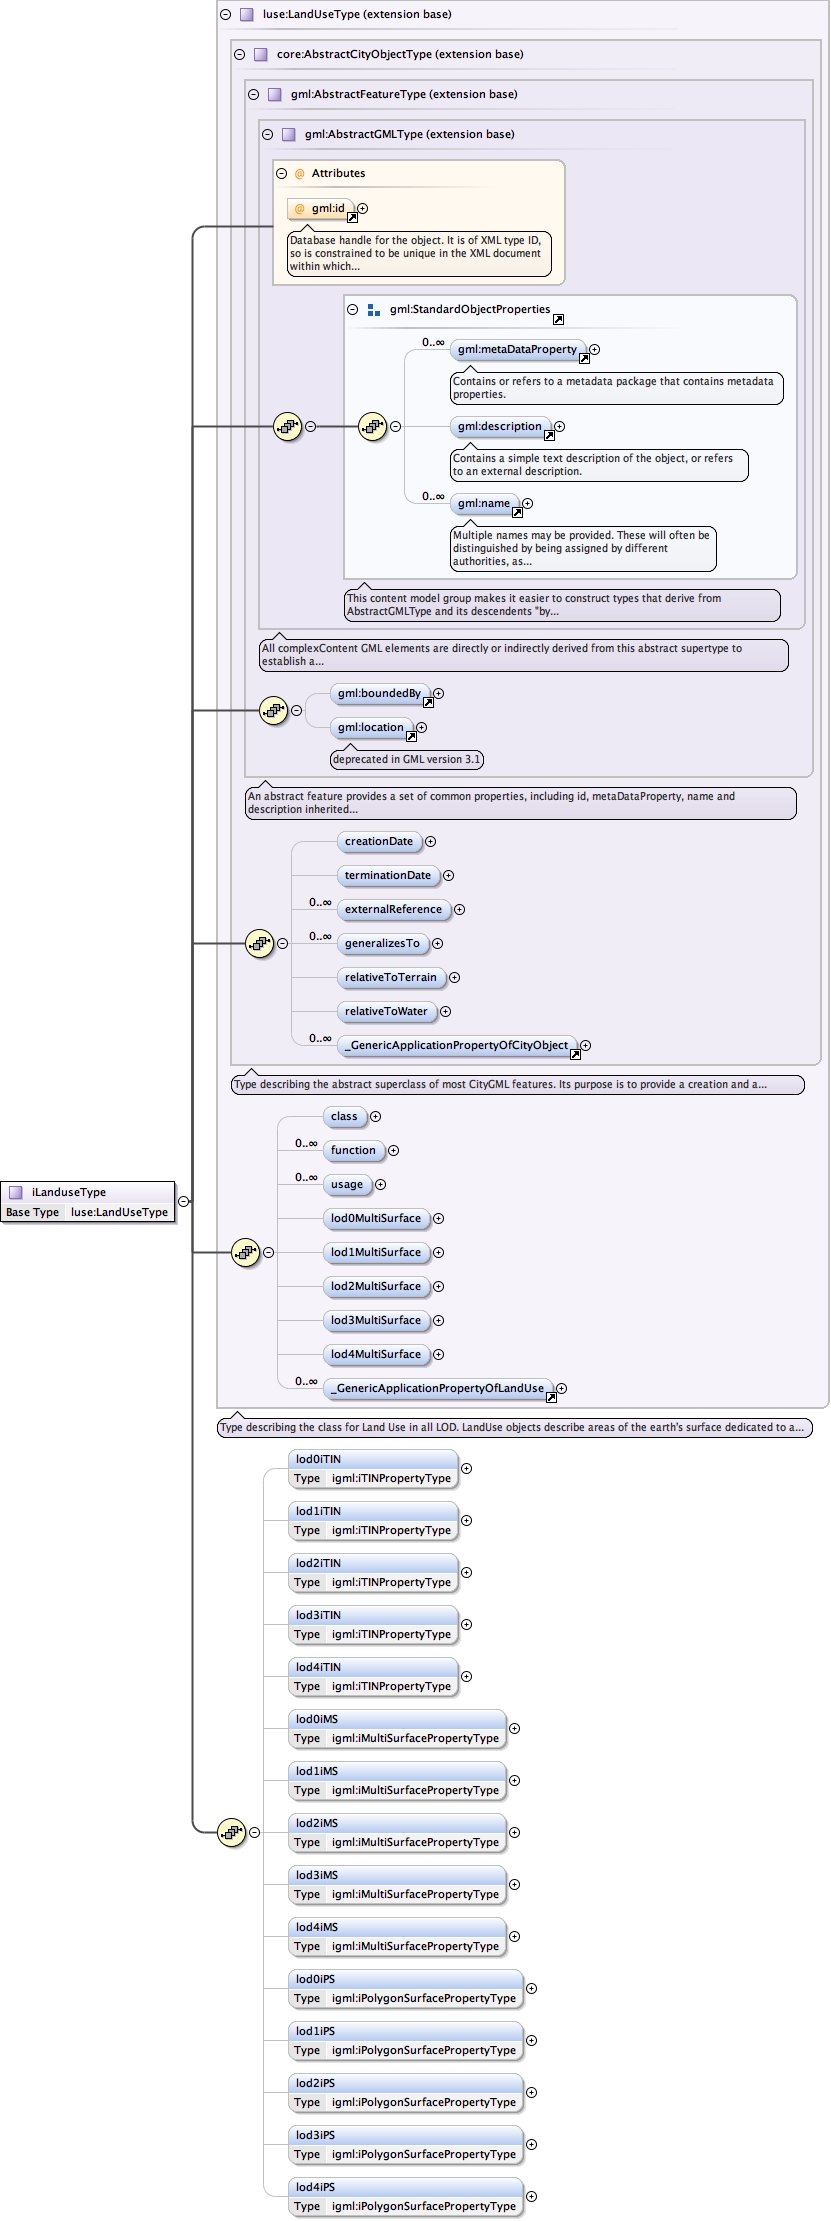 luse:LandUseType (extension base)
core:AbstractCityObjectType (extension base)
gml:AbstractFeatureType (extension base)
gml:AbstractGMLType (extension base)
@ Attributes
@ gml:id
Database handle for the object. It is of XML type ID,
so is constrained to be unique in the XML document
within which...
gml:StandardObjectProperties
0..∞
gml:metaDataProperty
Contains or refers to a metadata package that contains metadata
properties.
gml:description
Contains a simple text description of the object, or refers
to an external description.
0..∞
gml:name
Multiple names may be provided. These will often be
distinguished by being assigned by different
authorities, as...
This content model group makes it easier to construct types that derive from
AbstractGMLType and its descendents "by...
All complexContent GML elements are directly or indirectly derived from this abstract supertype to
establish a...
gml:boundedBy
gml:location
deprecated in GML version 3.1
An abstract feature provides a set of common properties, including id, metaDataProperty, name and
description inherited...
creationDate
terminationDate
0..∞
externalReference
0..∞
generalizesTo
relativeToTerrain
relativeToWater
0..∞
_GenericApplicationPropertyOfCityObject
Type describing the abstract superclass of most CityGML features. Its purpose is to provide a creation and a...
class
0..∞
function
0..∞
usage
iLanduseType
Base Type luse:LandUseType
lod0MultiSurface
lod1MultiSurface
lod2MultiSurface
lod3MultiSurface
lod4MultiSurface
0..∞
_GenericApplicationPropertyOfLandUse
Type describing the class for Land Use in all LOD. LandUse objects describe areas of the earth's surface dedicated to a...
lod0iTIN
Type igml:iTINPropertyType
lod1iTIN
Type igml:iTINPropertyType
lod2iTIN
Type igml:iTINPropertyType
lod3iTIN
Type igml:iTINPropertyType
lod4iTIN
Type igml:iTINPropertyType
lod0iMS
Type igml:iMultiSurfacePropertyType
lod1iMS
Type igml:iMultiSurfacePropertyType
lod2iMS
Type igml:iMultiSurfacePropertyType
lod3iMS
Type igml:iMultiSurfacePropertyType
lod4iMS
Type igml:iMultiSurfacePropertyType
lod0iPS
Type igml:iPolygonSurfacePropertyType
lod1iPS
Type igml:iPolygonSurfacePropertyType
lod2iPS
Type igml:iPolygonSurfacePropertyType
lod3iPS
Type igml:iPolygonSurfacePropertyType
lod4iPS
Type igml:iPolygonSurfacePropertyType